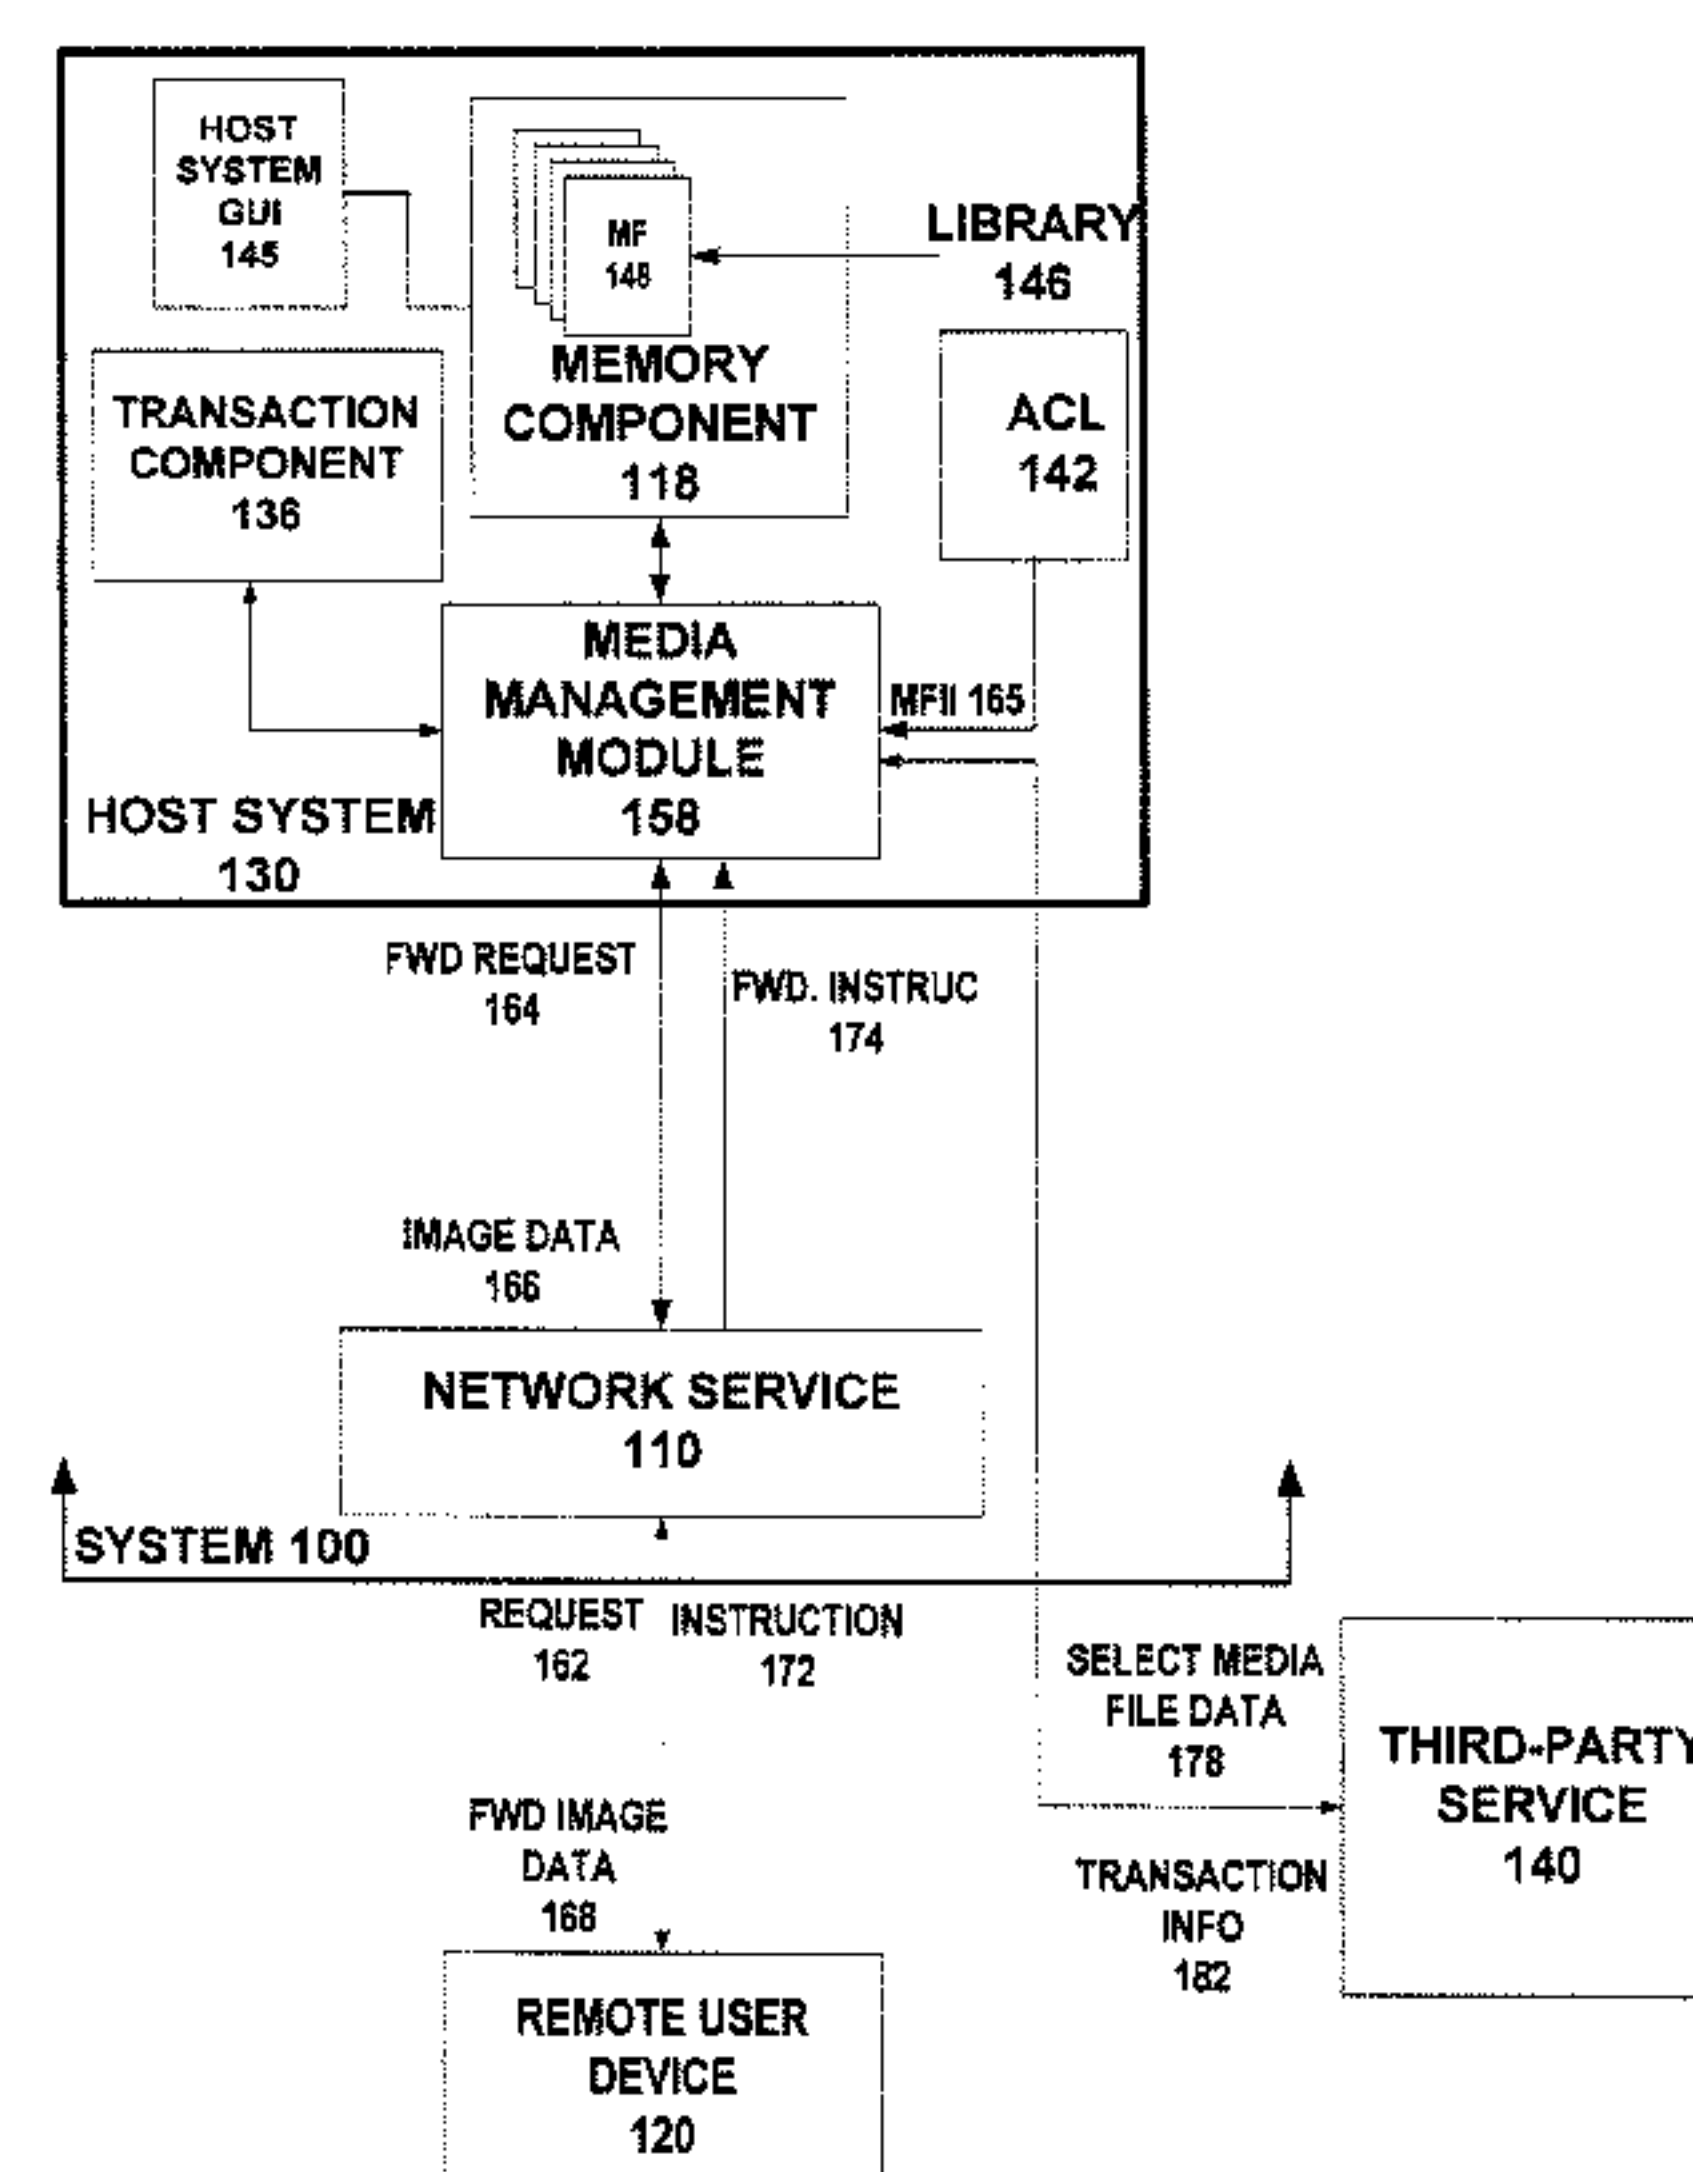 HOST
SYSTEM
GUI
145
MF
148
LIBRARY
146
MEMORY
COMPONENT
118
TRANSACTION
COMPONENT
136
ACL
142
MEDIA
MANAGEMENT
MODULE
158
MFII 165
HOST SYSTEM
130
FWD REQUEST
164
FWD. INSTRUC
174
IMAGE DATA
166
NETWORK SERVICE
110
SYSTEM 100
REQUEST
162
INSTRUCTION
172
SELECT MEDIA
FILE DATA
178
THIRD-PARTY
SERVICE
140
FWD IMAGE
DATA
168
TRANSACTION
INFO
182
REMOTE USER
DEVICE
120